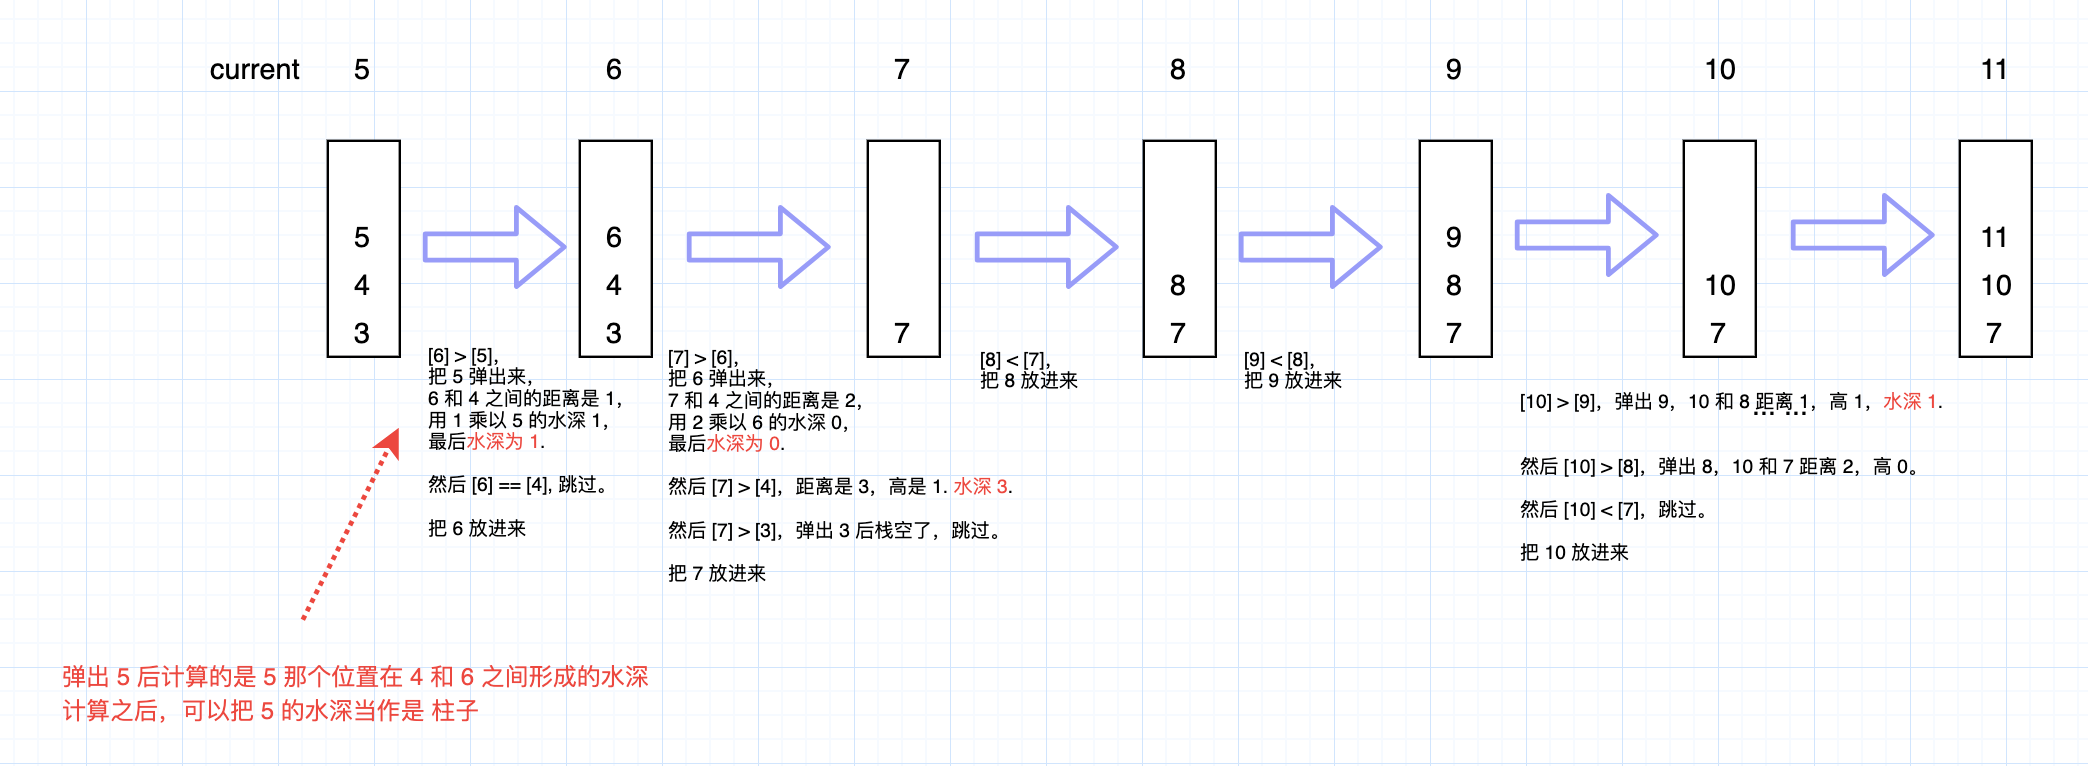 current 5 6 7 8 9 10 11
5 6 9 11
4 4 8 8 10 10
3 3 7 7 7 7 7
[6] > [5],
把 5 弹出来,
6 和 4 之间的距离是 1,
用 1 乘以 5 的水深 1,
最后水深为 1.
然后 [6] == [4], 跳过。
把 6 放进来
[7] > [6],
把 6 弹出来,
7 和 4 之间的距离是 2,
用 2 乘以 6 的水深 0,
最后水深为 0.
然后 [7] > [4]，距离是 3，高是 1. 水深 3.
然后 [7] > [3]，弹出 3 后栈空了，跳过。
把 7 放进来
[8] < [7],
把 8 放进来
[9] < [8],
把 9 放进来
[10] > [9]，弹出 9，10 和 8 距离 1，高 1，水深 1.
... ...
然后 [10] > [8]，弹出 8，10 和 7 距离 2，高 0。
然后 [10] < [7]，跳过。
把 10 放进来
弹出 5 后计算的是 5 那个位置在 4 和 6 之间形成的水深
计算之后，可以把 5 的水深当作是 柱子